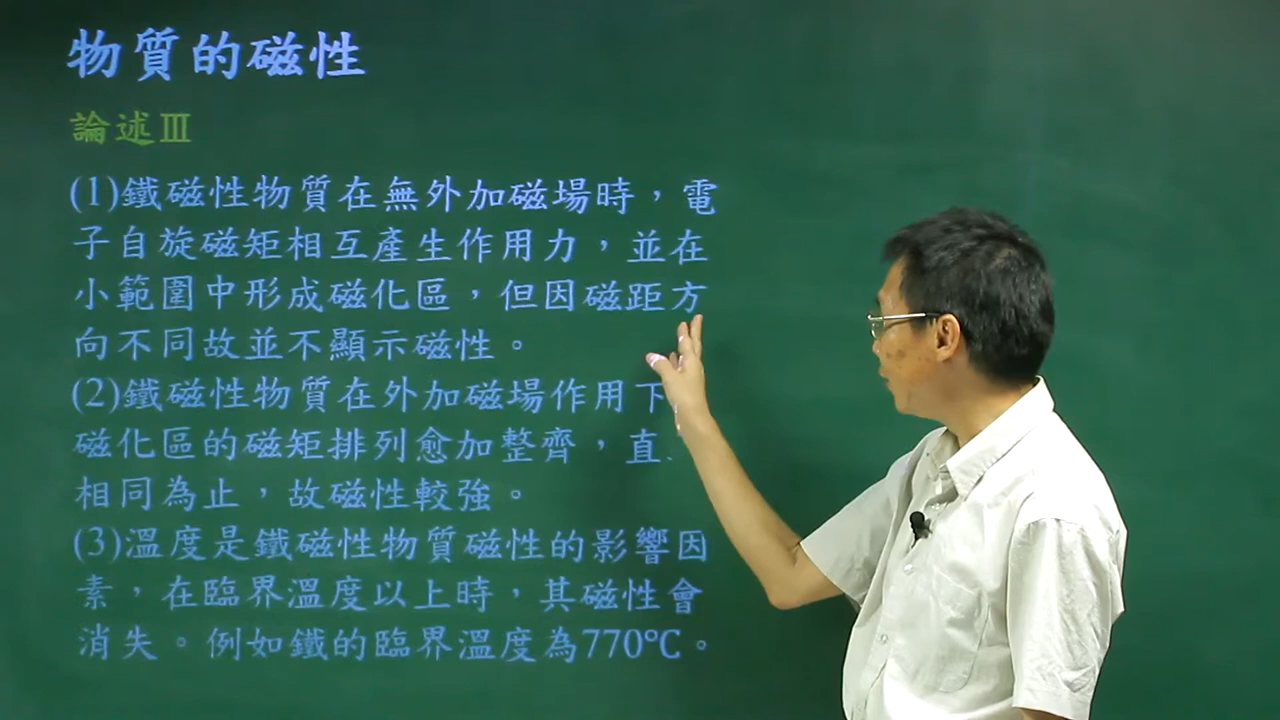 物質的磁性
論述Ⅲ
(1)鐵磁性物質在無外加磁場時，電
子自旋磁矩相互產生作用力，並在
小範圍中形成磁化區，但因磁距方
向不同故並不顯示磁性。
(2)鐵磁性物質在外加磁場作用下
磁化區的磁矩排列愈加整齊，直
相同為止，故磁性較強。
(3)溫度是鐵磁性物質磁性的影響因
素，在臨界溫度以上時，其磁性會
消失。例如鐵的臨界溫度為770℃。